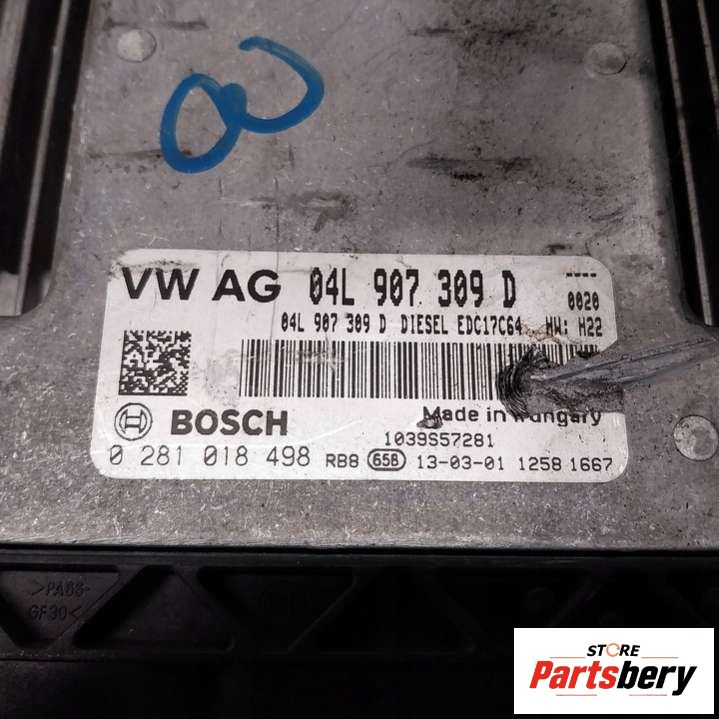 VW AG 04L 907 309 D ----
0020
04L 907 309 D DIESEL EDC17C64 HW: H22
BOSCH
Made in Hungary
1039S57281
0 281 018 498 RB8 658 13-03-01 1258 1667
>PA66-
GF30<
STORE
Partsbery